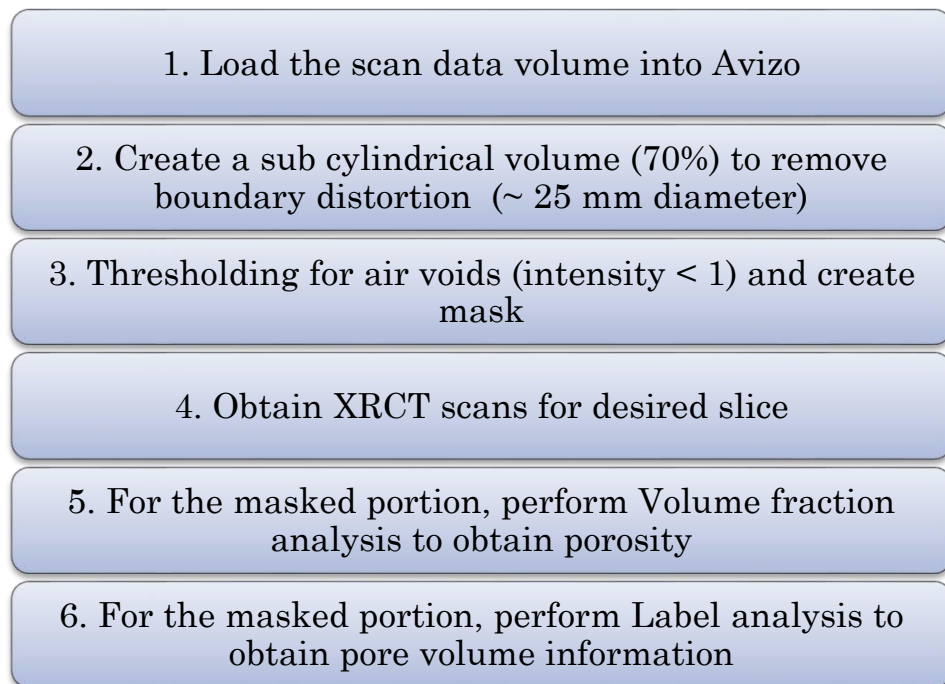 1. Load the scan data volume into Avizo
2. Create a sub cylindrical volume (70%) to remove
boundary distortion (~ 25 mm diameter)
3. Thresholding for air voids (intensity < 1) and create
mask
4. Obtain XRCT scans for desired slice
5. For the masked portion, perform Volume fraction
analysis to obtain porosity
6. For the masked portion, perform Label analysis to
obtain pore volume information